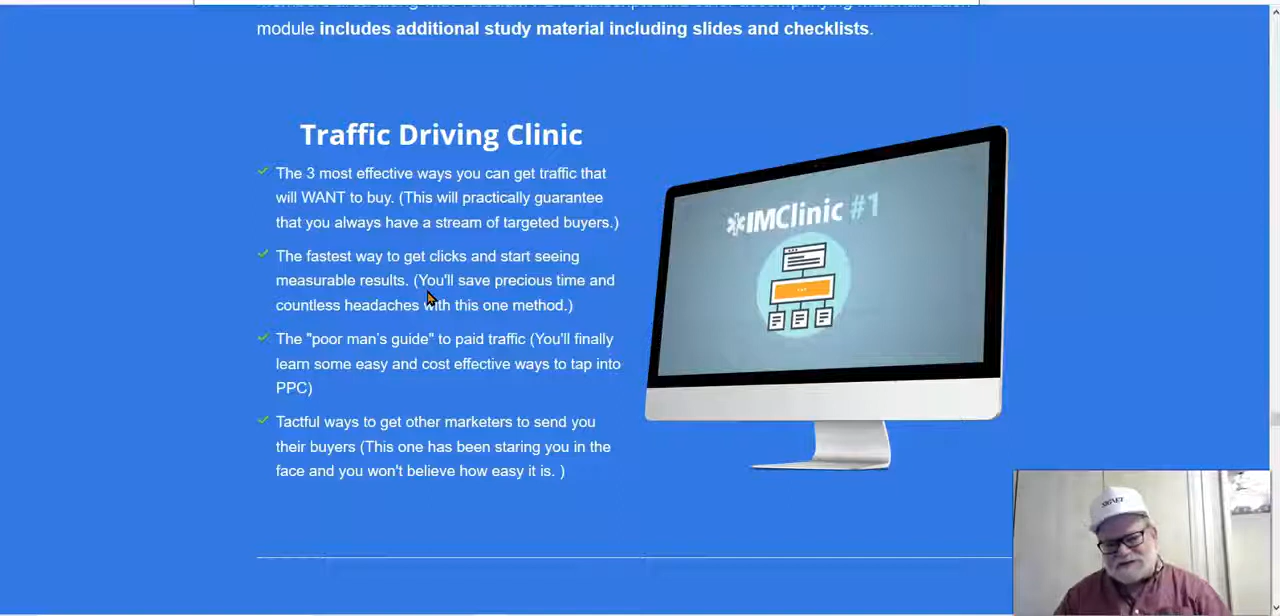 module includes additional study material including slides and checklists.
Traffic Driving Clinic
The 3 most effective ways you can get traffic that
will WANT to buy. (This will practically guarantee
that you always have a stream of targeted buyers.)
The fastest way to get clicks and start seeing
measurable results. (You'll save precious time and
countless headaches with this one method.)
The "poor man's guide" to paid traffic (You'll finally
learn some easy and cost effective ways to tap into
PPC)
Tactful ways to get other marketers to send you
their buyers (This one has been staring you in the
face and you won't believe how easy it is. )
IMClinic #1